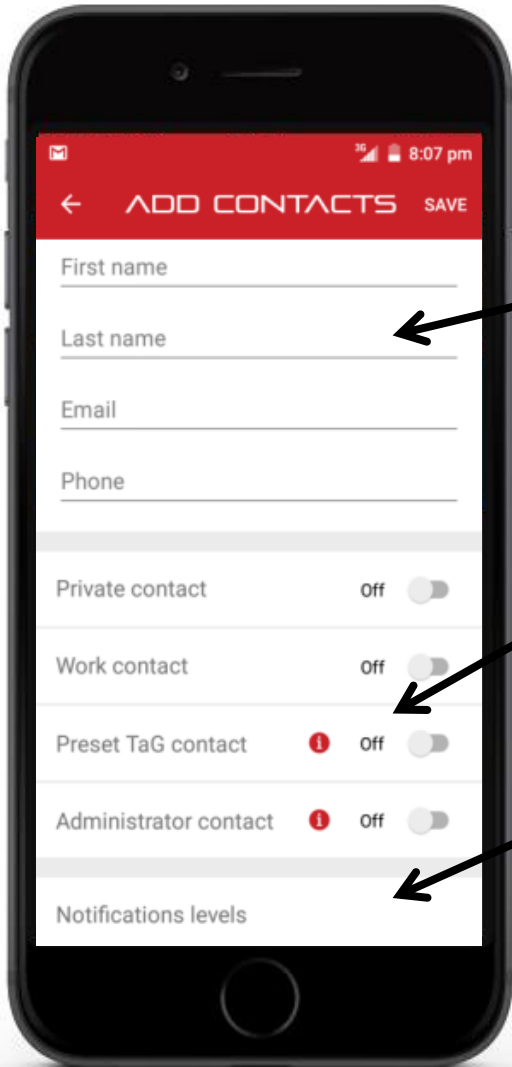 3G 8:07 pm
ADD CONTACTS SAVE
First name
Last name
Email
Phone
Private contact Off
Work contact Off
Preset TaG contact i Off
Administrator contact i Off
Notifications levels